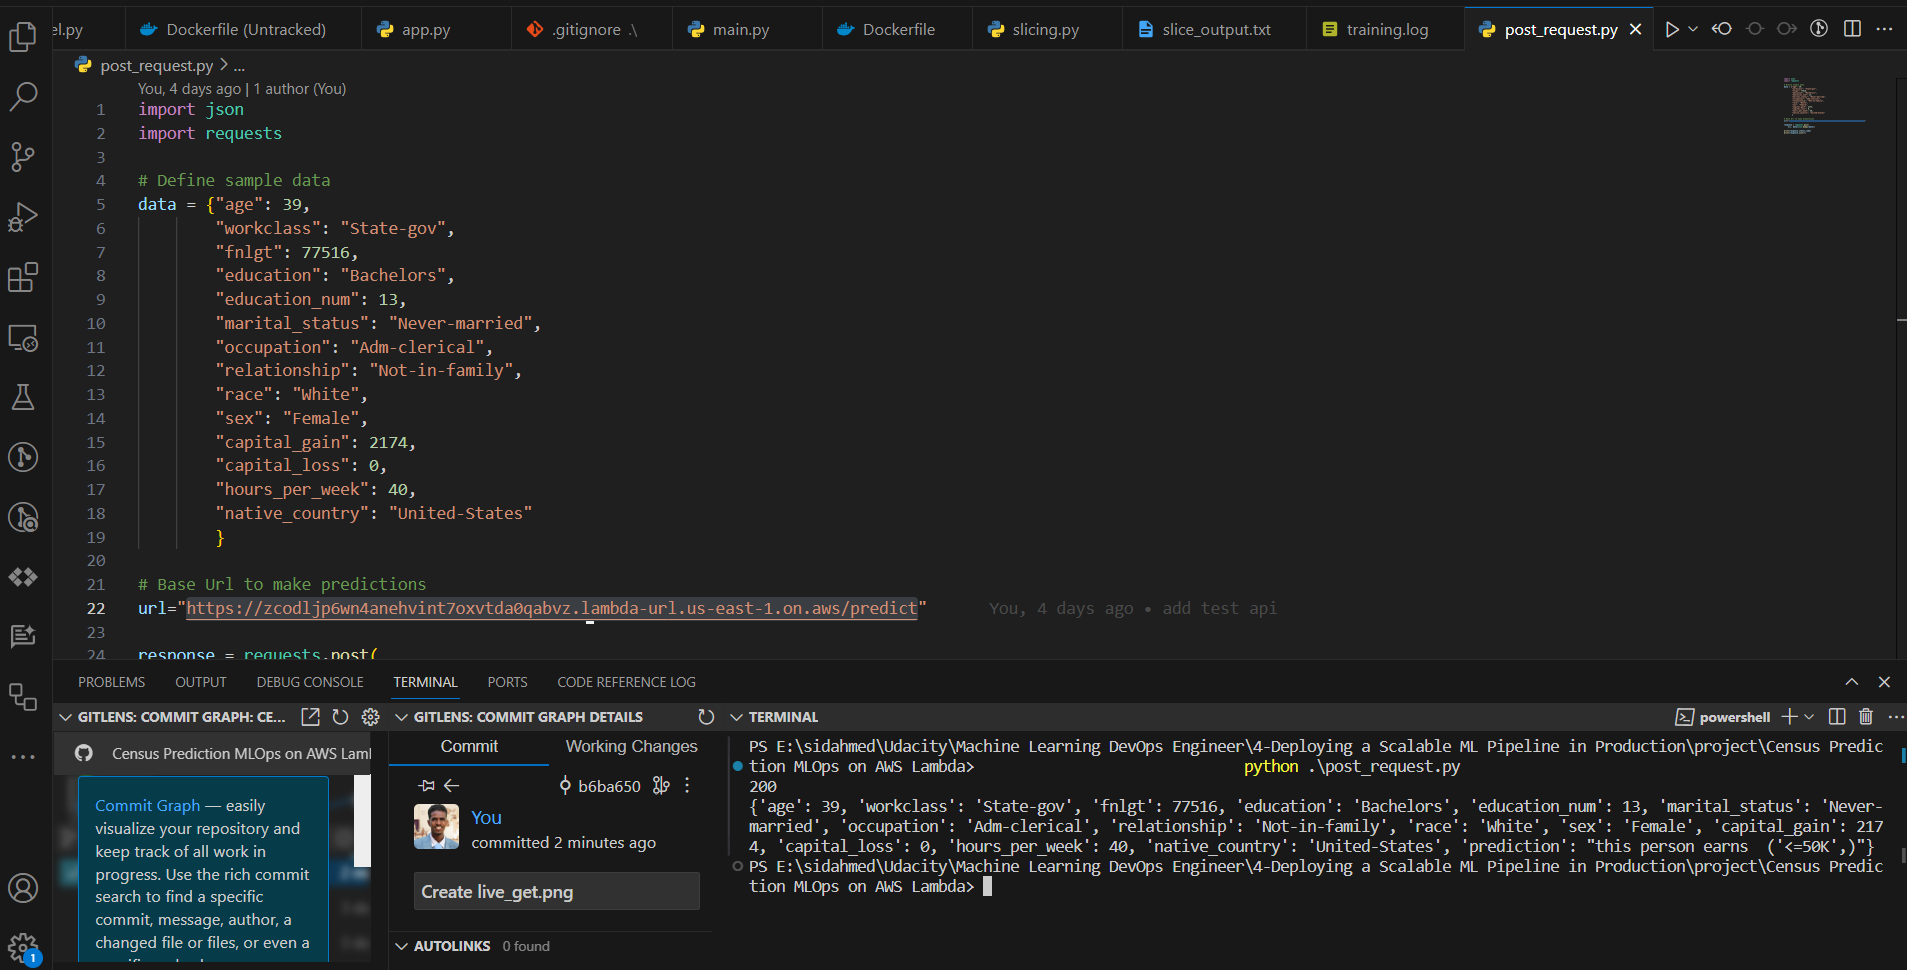 el.py
Dockerfile (Untracked)
app.py
.gitignore .\
main.py
Dockerfile
slicing.py
slice_output.txt
training.log
post_request.py
post_request.py > ...
You, 4 days ago | 1 author (You)
1 import json
2 import requests
3
4 # Define sample data
5 data = {"age": 39,
6 "workclass": "State-gov",
7 "fnlgt": 77516,
8 "education": "Bachelors",
9 "education_num": 13,
10 "marital_status": "Never-married",
11 "occupation": "Adm-clerical",
12 "relationship": "Not-in-family",
13 "race": "White",
14 "sex": "Female",
15 "capital_gain": 2174,
16 "capital_loss": 0,
17 "hours_per_week": 40,
18 "native_country": "United-States"
19 }
20
21 # Base Url to make predictions
22 url="https://zcodljp6wn4anehvint7oxvtda0qabvz.lambda-url.us-east-1.on.aws/predict" You, 4 days ago • add test api
23
24 response = requests.post(
PROBLEMS OUTPUT DEBUG CONSOLE TERMINAL PORTS CODE REFERENCE LOG
GITLENS: COMMIT GRAPH: CE...
Census Prediction MLOps on AWS Laml
Commit Graph — easily
visualize your repository and
keep track of all work in
progress. Use the rich commit
search to find a specific
commit, message, author, a
changed file or files, or even a
GITLENS: COMMIT GRAPH DETAILS
Commit Working Changes
b6ba650
You
committed 2 minutes ago
Create live_get.png
AUTOLINKS 0 found
TERMINAL
powershell
PS E:\sidahmed\Udacity\Machine Learning DevOps Engineer\4-Deploying a Scalable ML Pipeline in Production\project\Census Predic
tion MLOps on AWS Lambda> python .\post_request.py
200
{'age': 39, 'workclass': 'State-gov', 'fnlgt': 77516, 'education': 'Bachelors', 'education_num': 13, 'marital_status': 'Never-
married', 'occupation': 'Adm-clerical', 'relationship': 'Not-in-family', 'race': 'White', 'sex': 'Female', 'capital_gain': 217
4, 'capital_loss': 0, 'hours_per_week': 40, 'native_country': 'United-States', 'prediction': "this person earns  ('<=50K',)"}
PS E:\sidahmed\Udacity\Machine Learning DevOps Engineer\4-Deploying a Scalable ML Pipeline in Production\project\Census Predic
tion MLOps on AWS Lambda>
1